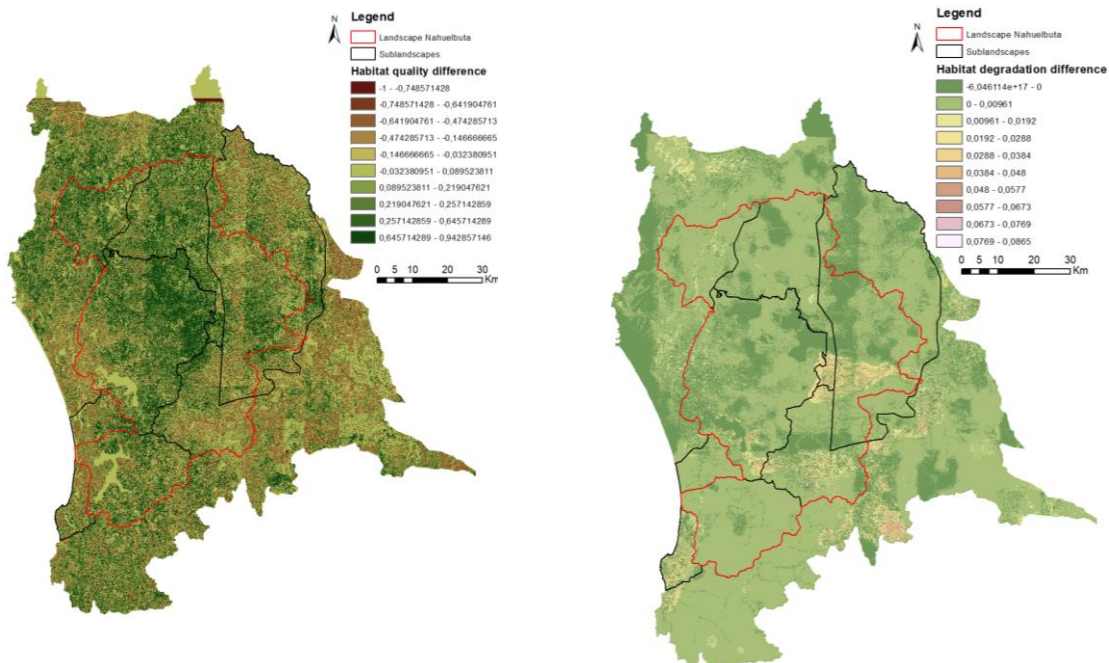 N
Legend
Landscape Nahuelbuta
Sublandscapes
Habitat quality difference
-1 - -0,748571428
-0,748571428 - -0,641904761
-0,641904761 - -0,474285713
-0,474285713 - -0,146666665
-0,146666665 - -0,032380951
-0,032380951 - 0,089523811
0,089523811 - 0,219047621
0,219047621 - 0,257142859
0,257142859 - 0,645714289
0,645714289 - 0,942857146
0 5 10 20 30
Km
N
Legend
Landscape Nahuelbuta
Sublandscapes
Habitat degradation difference
-6,046114e+17 - 0
0 - 0,00961
0,00961 - 0,0192
0,0192 - 0,0288
0,0288 - 0,0384
0,0384 - 0,048
0,048 - 0,0577
0,0577 - 0,0673
0,0673 - 0,0769
0,0769 - 0,0865
0 5 10 20 30
Km